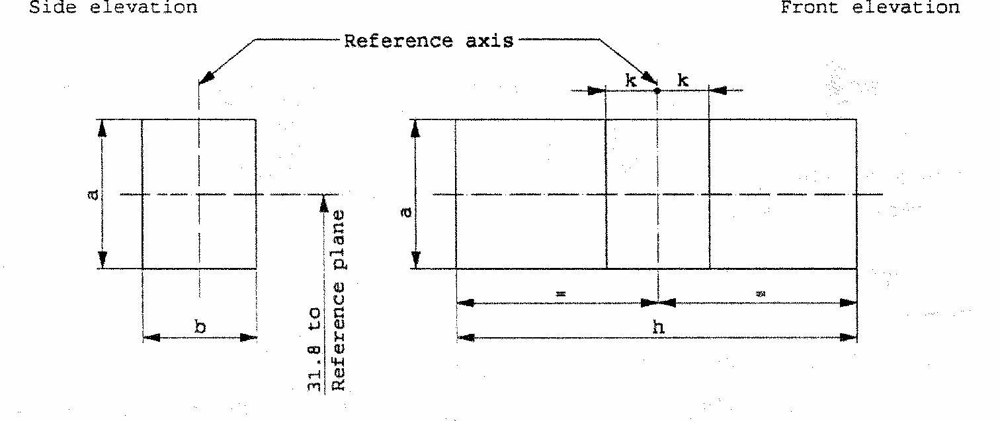 Side elevation
Front elevation
Reference axis
k
k
a
a
=
=
b
h
31.8 to
Reference plane